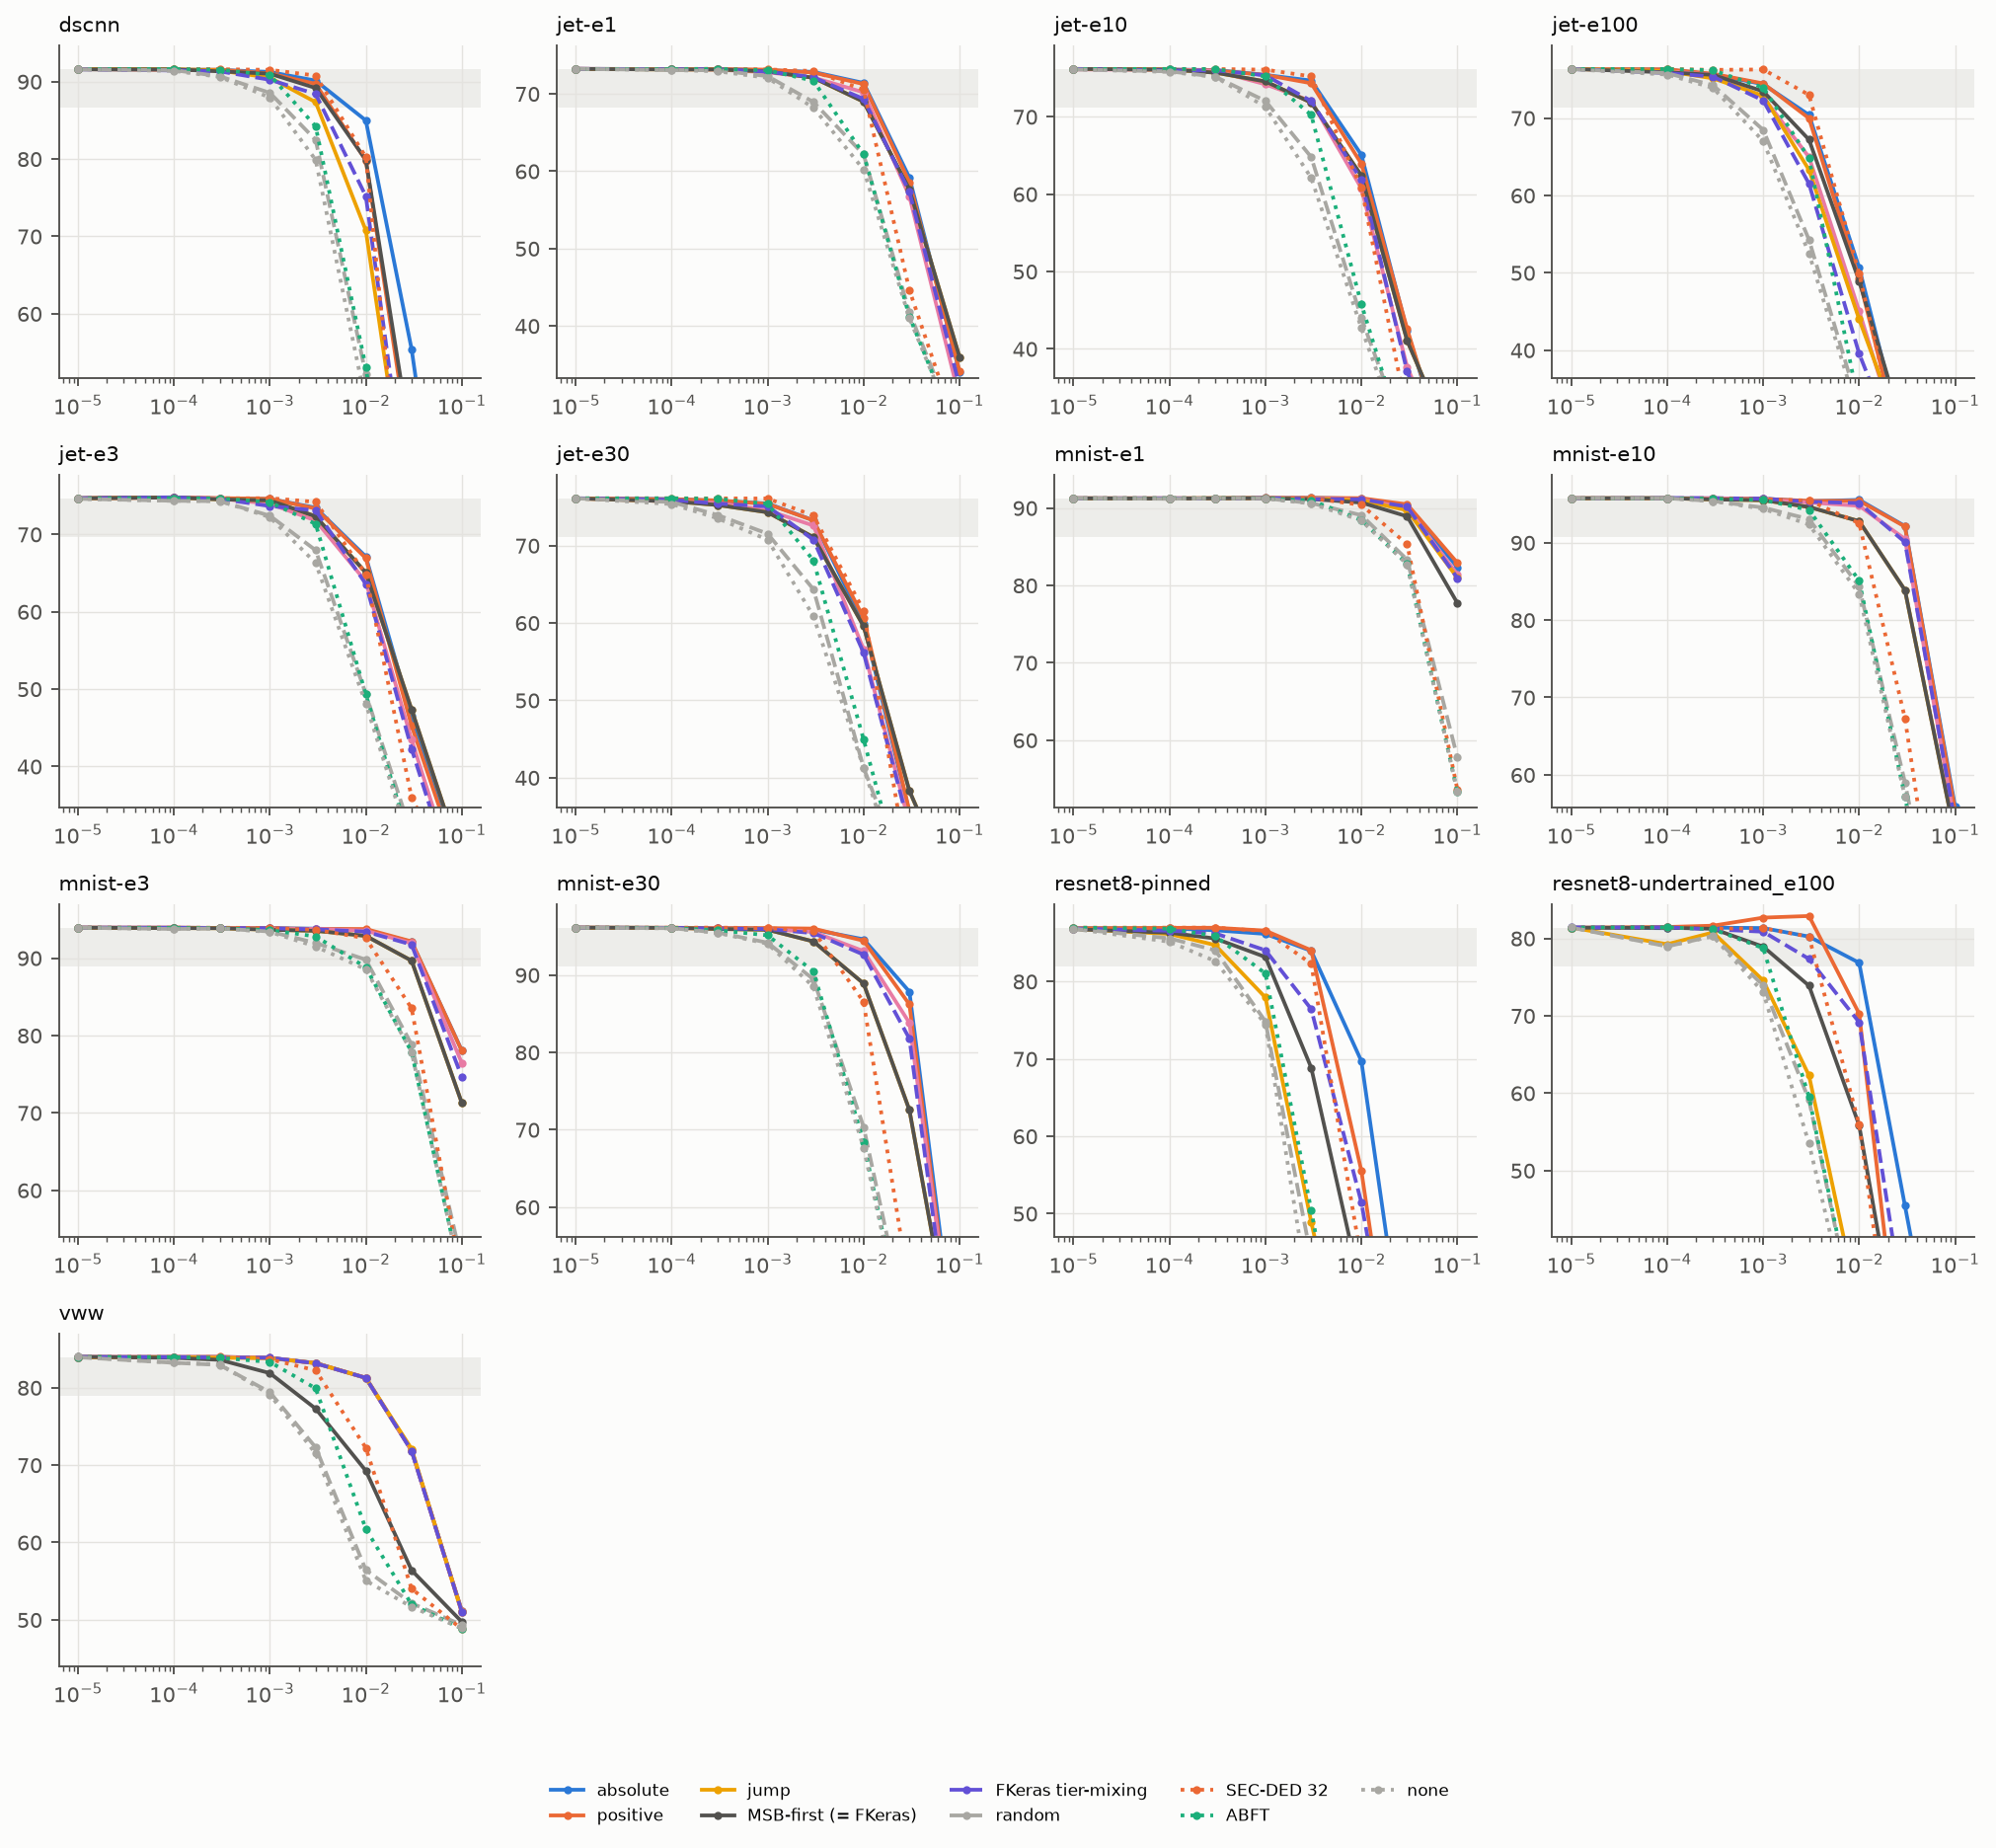 dscnn
jet-e1
jet-e10
jet-e100
90
80
70
60
70
60
50
40
70
60
50
40
70
60
50
40
10⁻⁵ 10⁻⁴ 10⁻³ 10⁻² 10⁻¹
10⁻⁵ 10⁻⁴ 10⁻³ 10⁻² 10⁻¹
10⁻⁵ 10⁻⁴ 10⁻³ 10⁻² 10⁻¹
10⁻⁵ 10⁻⁴ 10⁻³ 10⁻² 10⁻¹
jet-e3
jet-e30
mnist-e1
mnist-e10
70
60
50
40
70
60
50
40
90
80
70
60
90
80
70
60
10⁻⁵ 10⁻⁴ 10⁻³ 10⁻² 10⁻¹
10⁻⁵ 10⁻⁴ 10⁻³ 10⁻² 10⁻¹
10⁻⁵ 10⁻⁴ 10⁻³ 10⁻² 10⁻¹
10⁻⁵ 10⁻⁴ 10⁻³ 10⁻² 10⁻¹
mnist-e3
mnist-e30
resnet8-pinned
resnet8-undertrained_e100
90
80
70
60
90
80
70
60
80
70
60
50
80
70
60
50
10⁻⁵ 10⁻⁴ 10⁻³ 10⁻² 10⁻¹
10⁻⁵ 10⁻⁴ 10⁻³ 10⁻² 10⁻¹
10⁻⁵ 10⁻⁴ 10⁻³ 10⁻² 10⁻¹
10⁻⁵ 10⁻⁴ 10⁻³ 10⁻² 10⁻¹
vww
80
70
60
50
10⁻⁵ 10⁻⁴ 10⁻³ 10⁻² 10⁻¹
absolute
positive
jump
MSB-first (= FKeras)
FKeras tier-mixing
random
SEC-DED 32
ABFT
none